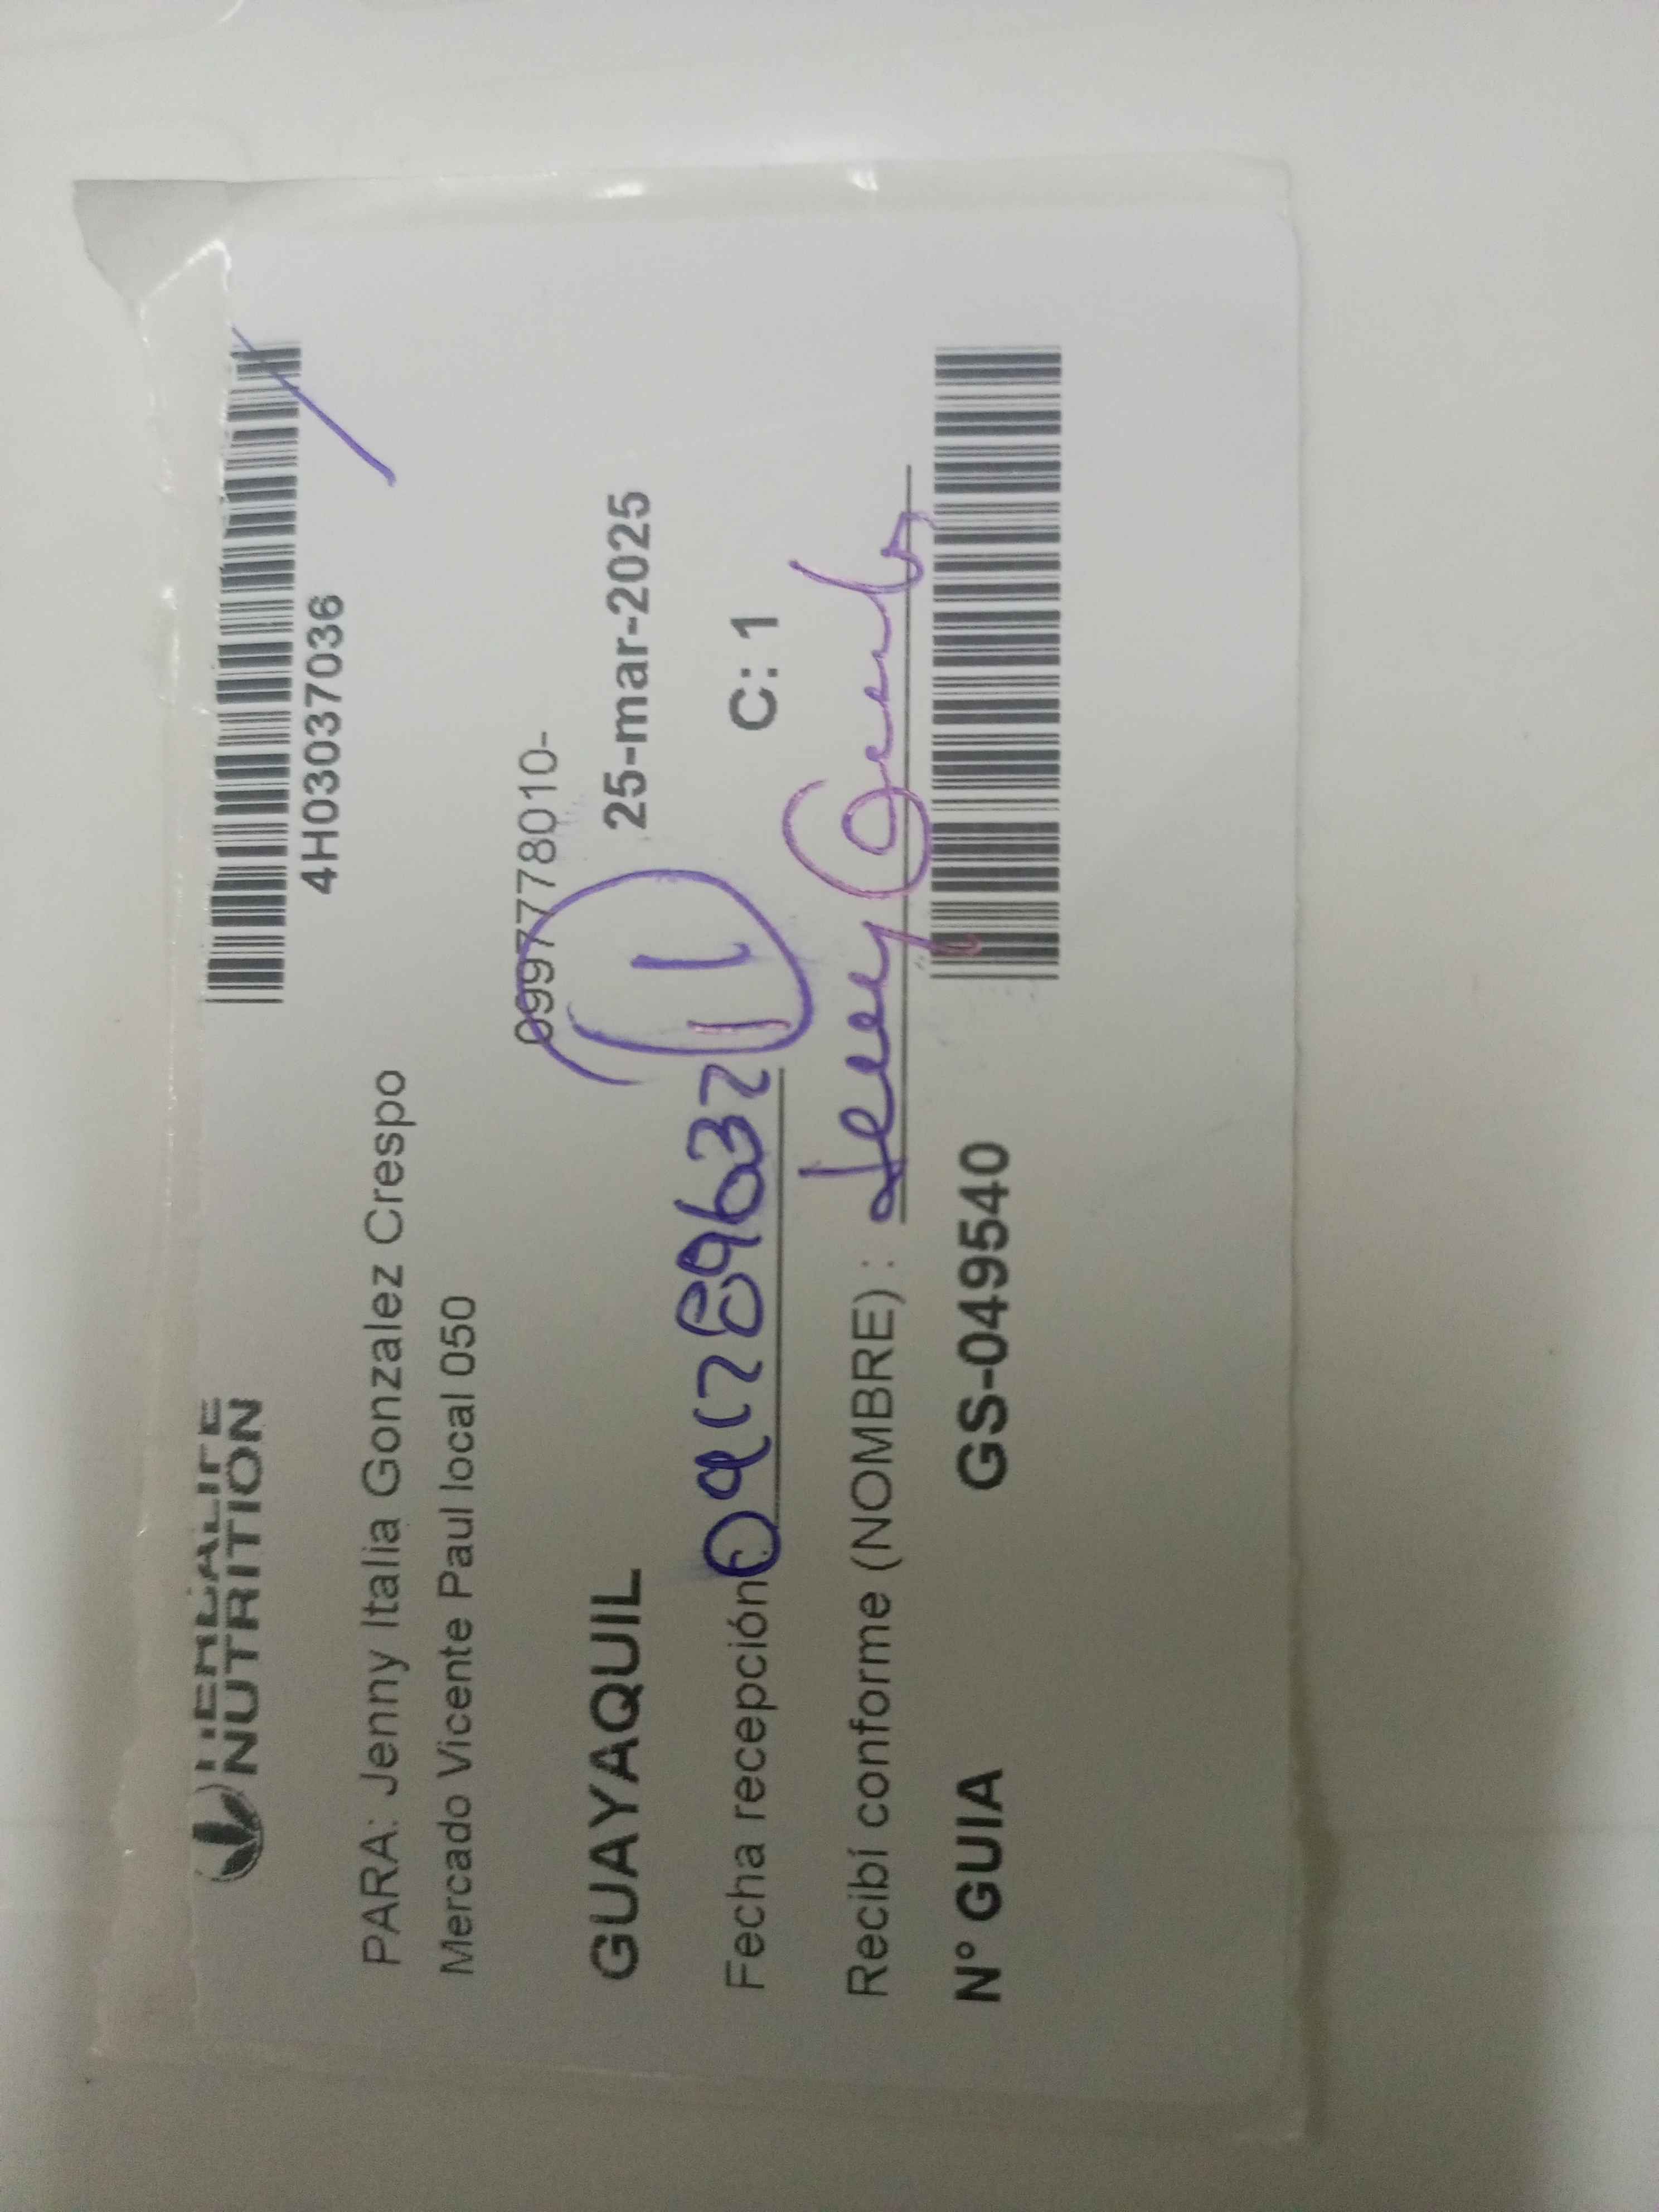 HERBALIFE
NUTRITION
4H03037036
PARA: Jenny Italia Gonzalez Crespo
Mercado Vicente Paul local 050
0997778010-
GUAYAQUIL 25-mar-2025
Fecha recepción C: 1
Recibí conforme (NOMBRE) :
N° GUIA GS-049540